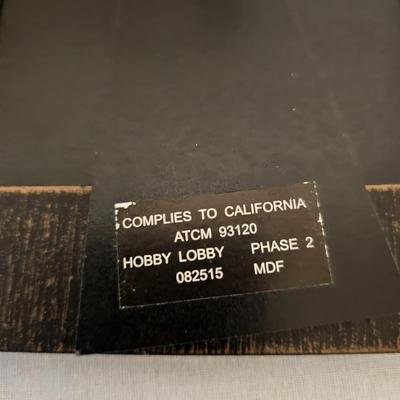 COMPLIES TO CALIFORNIA
ATCM 93120
HOBBY LOBBY PHASE 2
082515 MDF